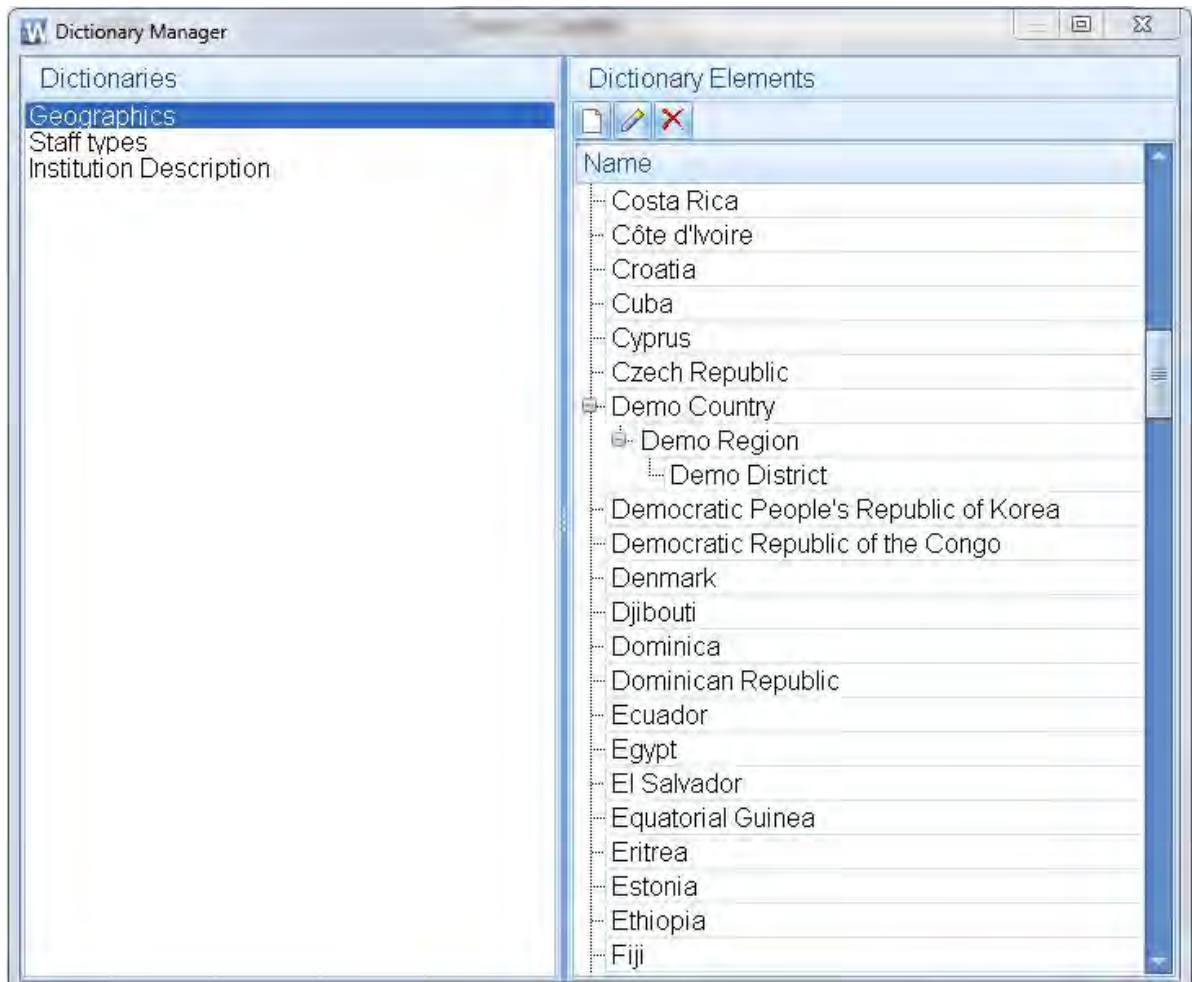 Dictionary Manager
Dictionaries
Geographics
Staff types
Institution Description
Dictionary Elements
Name
Costa Rica
Côte d'Ivoire
Croatia
Cuba
Cyprus
Czech Republic
Demo Country
Demo Region
Demo District
Democratic People's Republic of Korea
Democratic Republic of the Congo
Denmark
Djibouti
Dominica
Dominican Republic
Ecuador
Egypt
El Salvador
Equatorial Guinea
Eritrea
Estonia
Ethiopia
Fiji